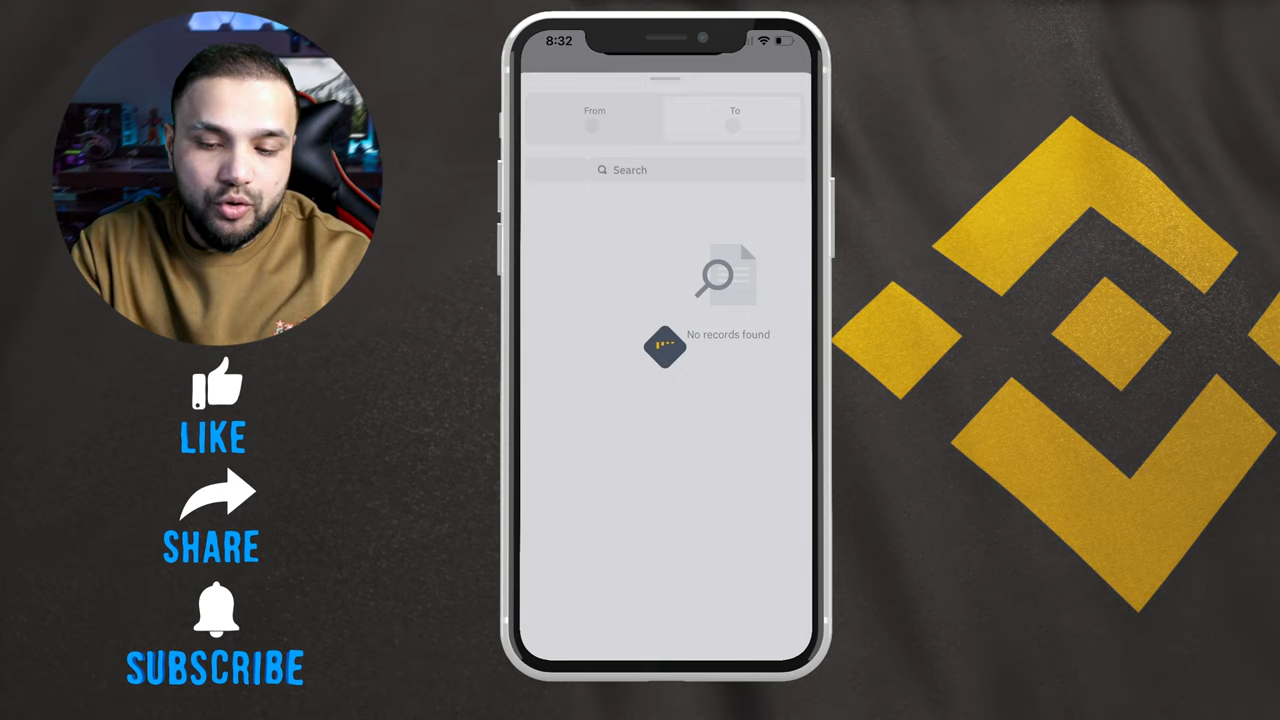 8:32
From
To
Search
No records found
LIKE
SHARE
SUBSCRIBE